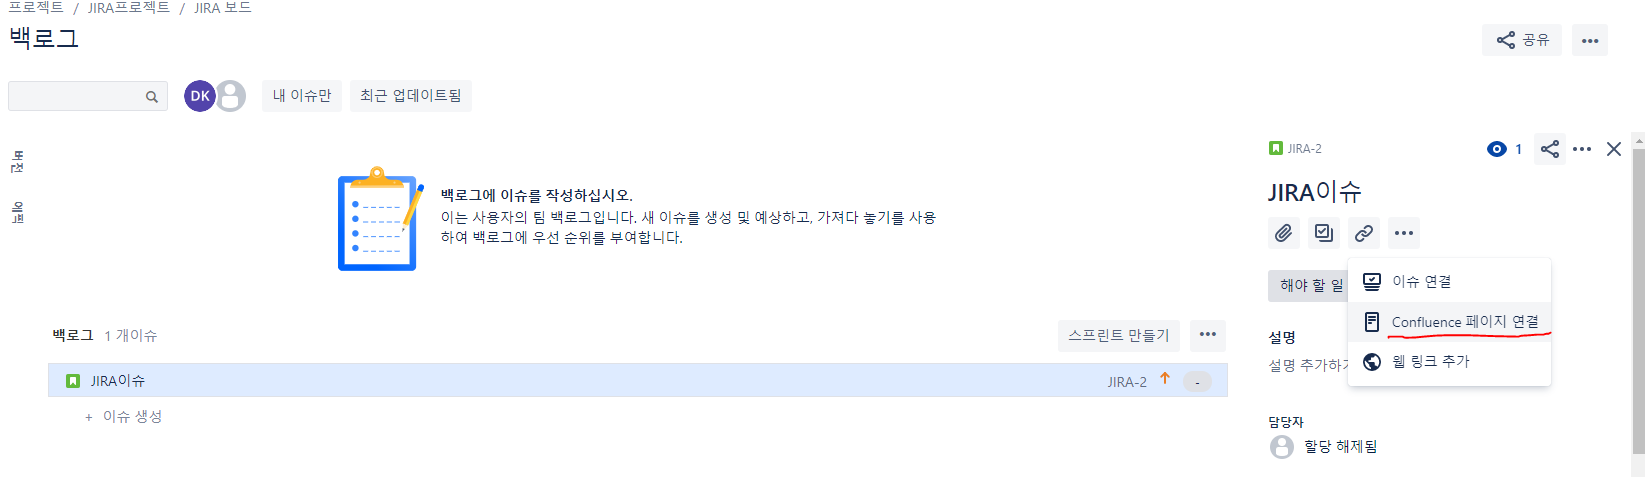 프로젝트 / JIRA프로젝트 / JIRA 보드
백로그
공유
DK
내 이슈만
최근 업데이트됨
버전
에픽
백로그에 이슈를 작성하십시오.
이는 사용자의 팀 백로그입니다. 새 이슈를 생성 및 예상하고, 가져다 놓기를 사용
하여 백로그에 우선 순위를 부여합니다.
백로그 1 개이슈
스프린트 만들기
JIRA이슈
JIRA-2
-
+ 이슈 생성
JIRA-2
1
JIRA이슈
해야 할 일
이슈 연결
Confluence 페이지 연결
웹 링크 추가
설명
설명 추가하기
담당자
할당 해제됨